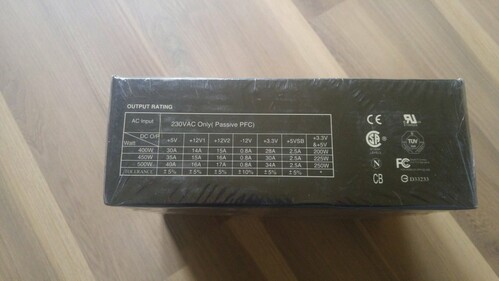 OUTPUT RATING
AC Input 230VAC Only( Passive PFC)
DC O/P Watt +5V +12V1 +12V2 -12V +3.3V +5VSB +3.3V &+5V
400W 30A 14A 15A 0.8A 28A 2.5A 200W
450W 35A 15A 16A 0.8A 30A 2.5A 225W
500W 40A 16A 17A 0.8A 34A 2.5A 250W
TOLERANCE ±5% ±5% ±5% ±10% ±5% ±5% *
CE
TÜV
N FC
CB D33233